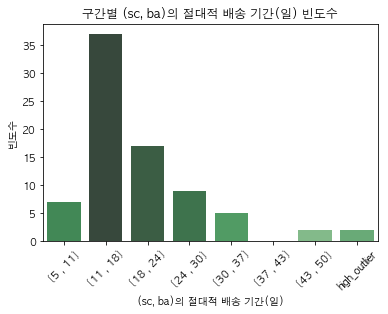 구간별 (sc, ba)의 절대적 배송 기간(일) 빈도수
빈도수
35
30
25
20
15
10
5
0
(5 , 11)
(11 , 18)
(18 , 24)
(24 , 30)
(30 , 37)
(37 , 43)
(43 , 50)
hgh_outlier
(sc, ba)의 절대적 배송 기간(일)